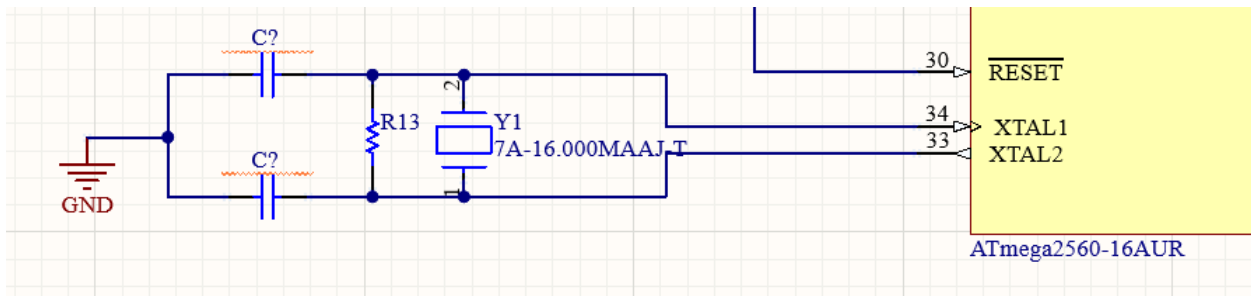 C?
30
RESET
2
R13
Y1
34
XTAL1
7A-16.000MAAJ-T
33
XTAL2
C?
1
GND
ATmega2560-16AUR